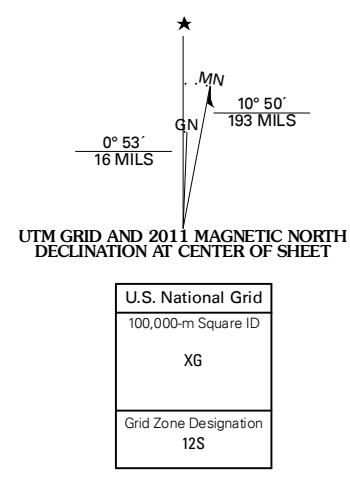 ★
MN
GN
10° 50´
193 MILS
0° 53´
16 MILS
UTM GRID AND 2011 MAGNETIC NORTH
DECLINATION AT CENTER OF SHEET
U.S. National Grid
100,000-m Square ID
XG
Grid Zone Designation
12S